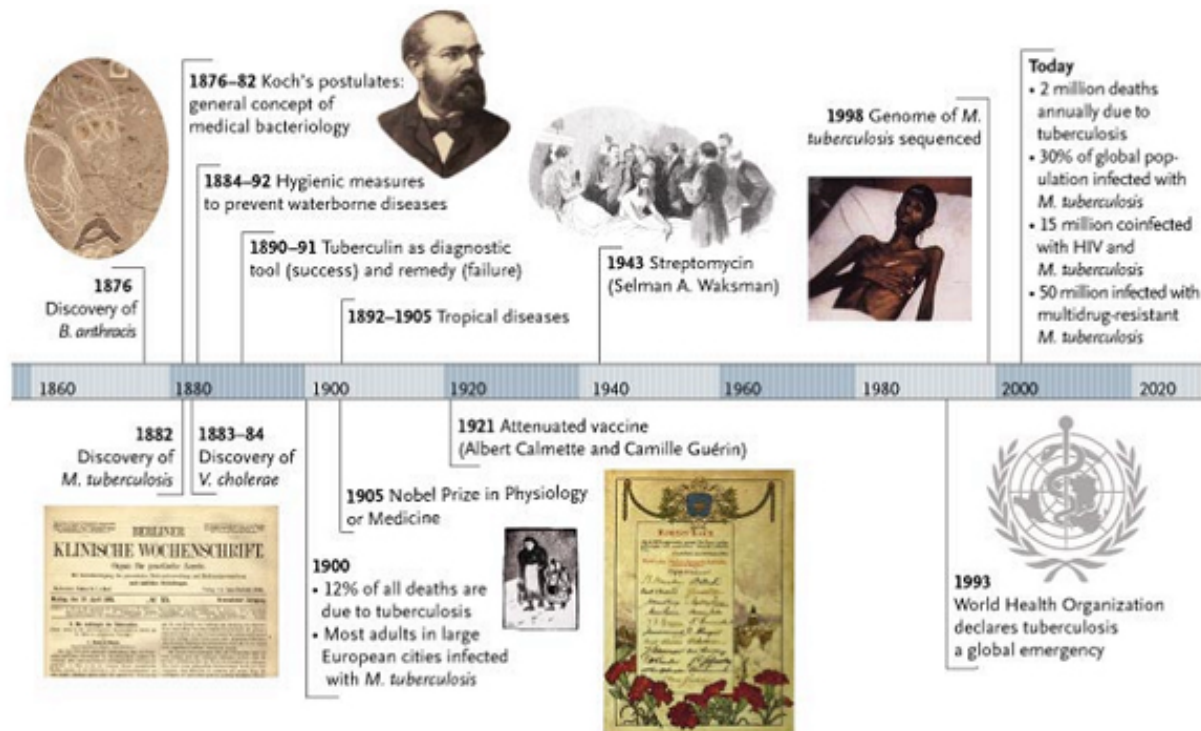 1876
Discovery of
B. anthracis
1876–82 Koch's postulates:
general concept of
medical bacteriology
1884–92 Hygienic measures
to prevent waterborne diseases
1890–91 Tuberculin as diagnostic
tool (success) and remedy (failure)
1892–1905 Tropical diseases
1943 Streptomycin
(Selman A. Waksman)
1998 Genome of M.
tuberculosis sequenced
Today
• 2 million deaths
annually due to
tuberculosis
• 30% of global pop-
ulation infected with
M. tuberculosis
• 15 million coinfected
with HIV and
M. tuberculosis
• 50 million infected with
multidrug-resistant
M. tuberculosis
1860 1880 1900 1920 1940 1960 1980 2000 2020
1882
Discovery of
M. tuberculosis
1883–84
Discovery of
V. cholerae
1921 Attenuated vaccine
(Albert Calmette and Camille Guérin)
1905 Nobel Prize in Physiology
or Medicine
1900
• 12% of all deaths are
due to tuberculosis
• Most adults in large
European cities infected
with M. tuberculosis
1993
World Health Organization
declares tuberculosis
a global emergency
BERLINER
KLINISCHE WOCHENSCHRIFT.
ROBERT KOCH